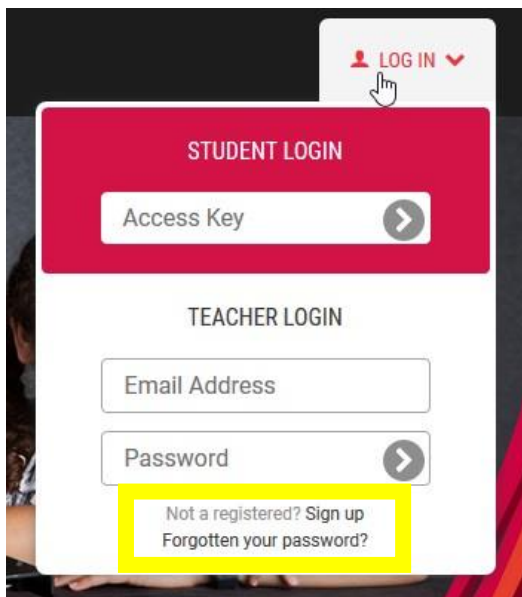 LOG IN
STUDENT LOGIN
Access Key
TEACHER LOGIN
Email Address
Password
Not a registered? Sign up
Forgotten your password?